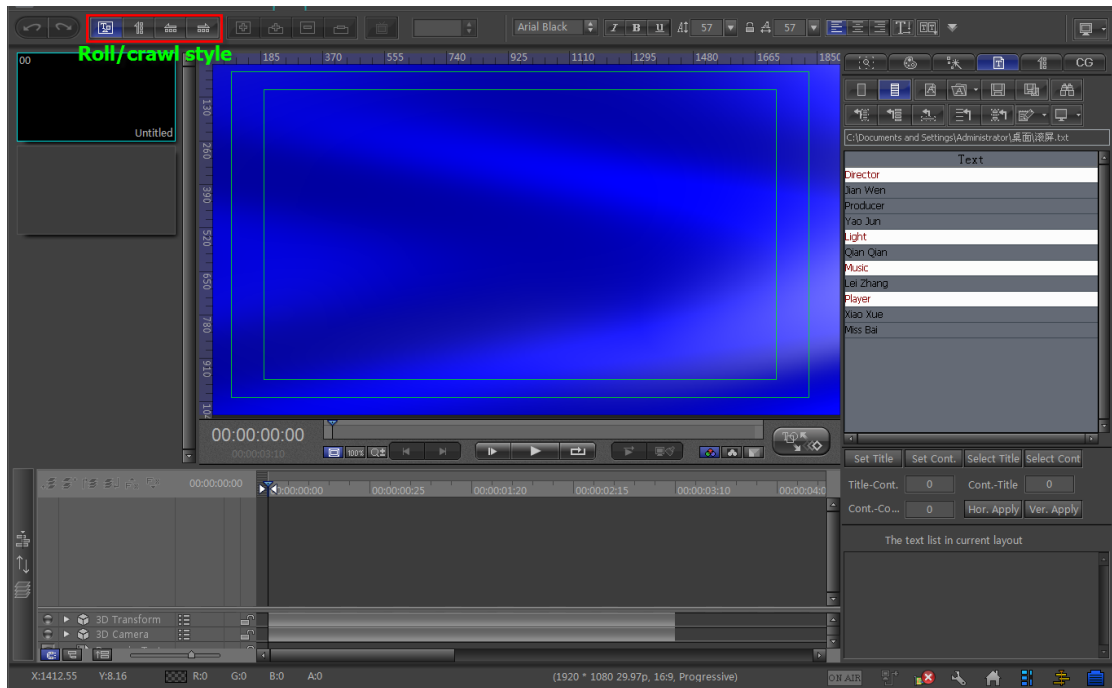 Arial Black I B U 57 57
Roll/crawl style
00
Untitled
185 370 555 740 925 1110 1295 1480 1665 1850
130
260
390
520
650
780
910
CG
C:\Documents and Settings\Administrator\桌面\滚屏.txt
Text
Director
Jian Wen
Producer
Yao Jun
Light
Qian Qian
Music
Lei Zhang
Player
Xiao Xue
Miss Bai
00:00:00:00
00:00:03:10
100%
Set Title Set Cont. Select Title Select Cont
Title-Cont. 0 Cont.-Title 0
Cont.-Co... 0 Hor. Apply Ver. Apply
The text list in current layout
00:00:00:00 0:00:00:00 00:00:00:25 00:00:01:20 00:00:02:15 00:00:03:10 00:00:04:0
3D Transform
3D Camera
X:1412.55 Y:8.16 R:0 G:0 B:0 A:0 (1920 * 1080 29.97p, 16:9, Progressive) ON AIR